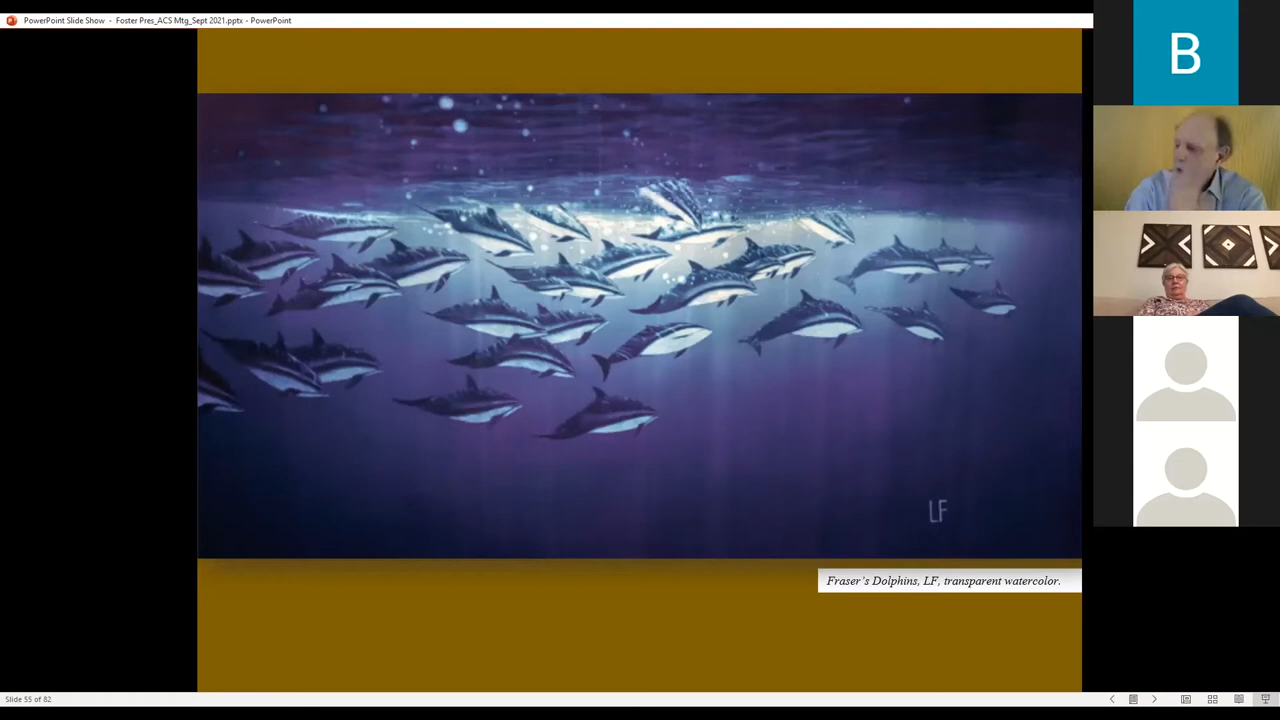 PowerPoint Slide Show - Foster Pres_ACS Mtg_Sept 2021.pptx - PowerPoint
B
LF
Fraser's Dolphins, LF, transparent watercolor.
Slide 55 of 82